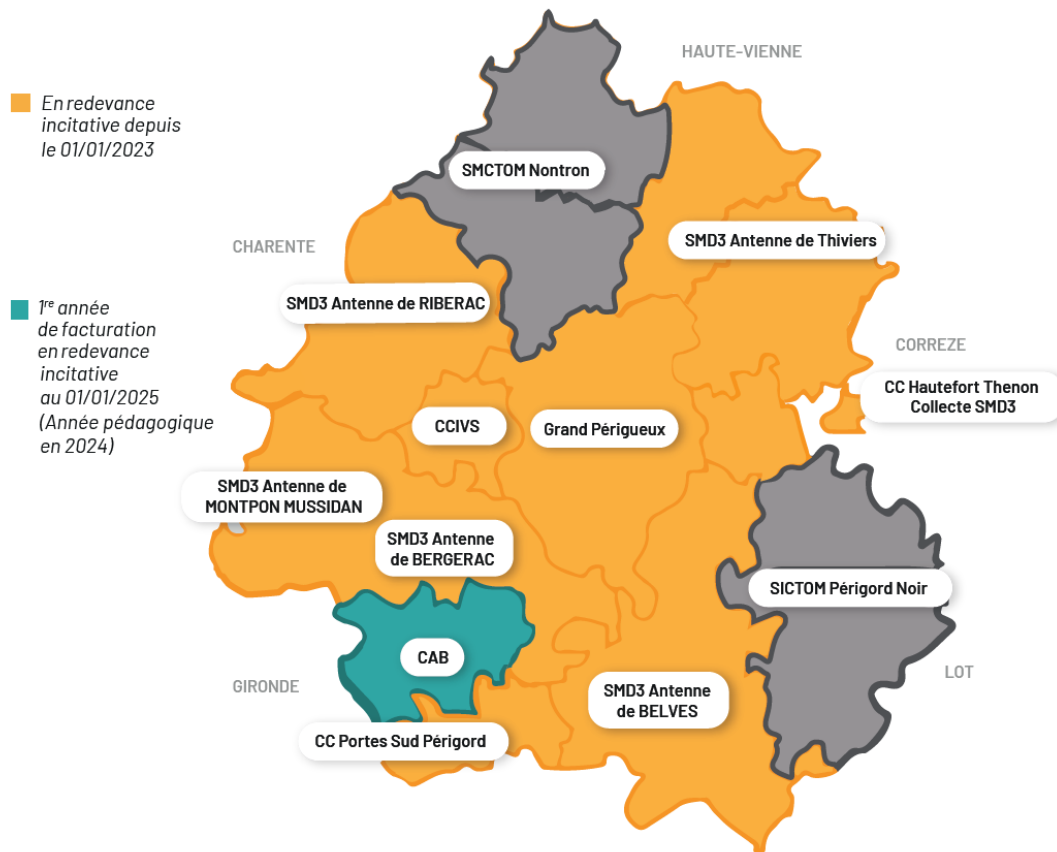 HAUTE-VIENNE
En redevance
incitative depuis
le 01/01/2023
SMCTOM Nontron
SMD3 Antenne de Thiviers
CHARENTE
SMD3 Antenne de RIBERAC
1re année
de facturation
en redevance
incitative
au 01/01/2025
(Année pédagogique
en 2024)
CORREZE
CC Hautefort Thenon
Collecte SMD3
CCIVS
Grand Périgueux
SMD3 Antenne de
MONTPON MUSSIDAN
SMD3 Antenne
de BERGERAC
SICTOM Périgord Noir
CAB
GIRONDE
LOT
SMD3 Antenne
de BELVES
CC Portes Sud Périgord